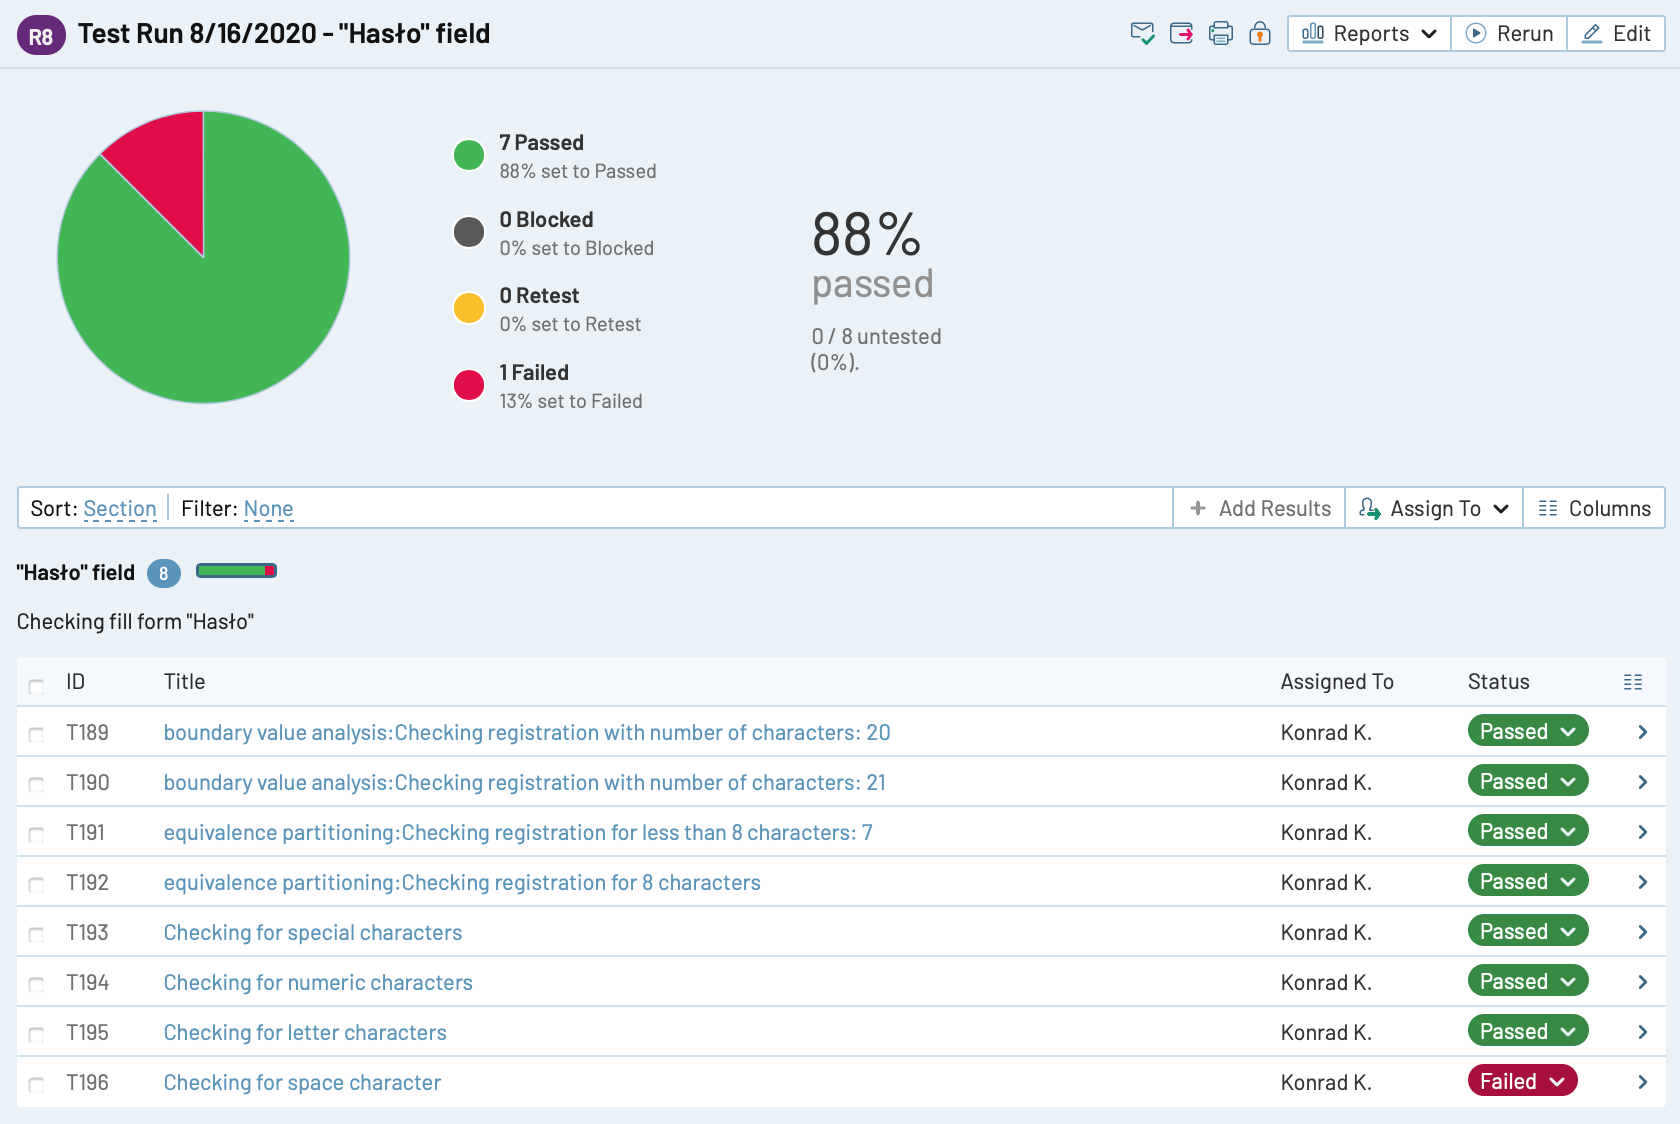 R8 Test Run 8/16/2020 - "Hasło" field
Reports Rerun Edit
7 Passed
88% set to Passed
0 Blocked
0% set to Blocked
0 Retest
0% set to Retest
1 Failed
13% set to Failed
88%
passed
0 / 8 untested
(0%).
Sort: Section Filter: None + Add Results Assign To Columns
"Hasło" field 8
Checking fill form "Hasło"
ID Title Assigned To Status
T189 boundary value analysis:Checking registration with number of characters: 20 Konrad K. Passed
T190 boundary value analysis:Checking registration with number of characters: 21 Konrad K. Passed
T191 equivalence partitioning:Checking registration for less than 8 characters: 7 Konrad K. Passed
T192 equivalence partitioning:Checking registration for 8 characters Konrad K. Passed
T193 Checking for special characters Konrad K. Passed
T194 Checking for numeric characters Konrad K. Passed
T195 Checking for letter characters Konrad K. Passed
T196 Checking for space character Konrad K. Failed